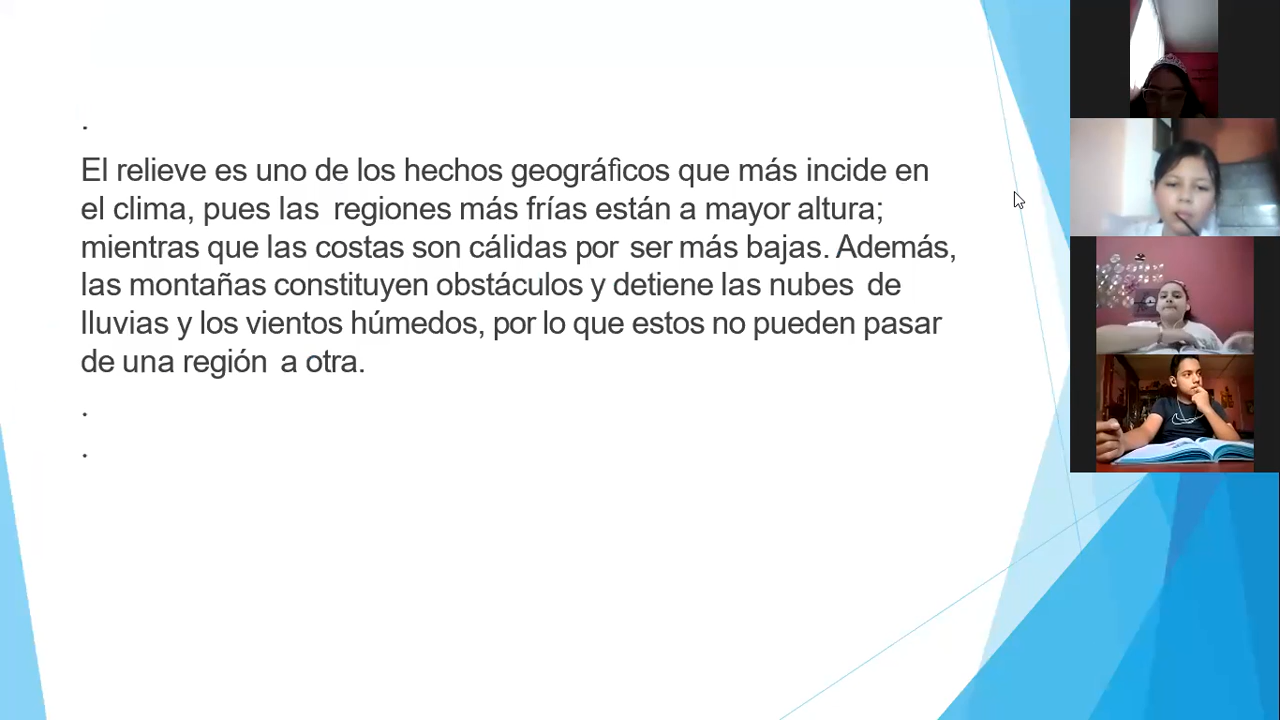 .
El relieve es uno de los hechos geográficos que más incide en
el clima, pues las regiones más frías están a mayor altura;
mientras que las costas son cálidas por ser más bajas. Además,
las montañas constituyen obstáculos y detiene las nubes de
lluvias y los vientos húmedos, por lo que estos no pueden pasar
de una región a otra.
.
.